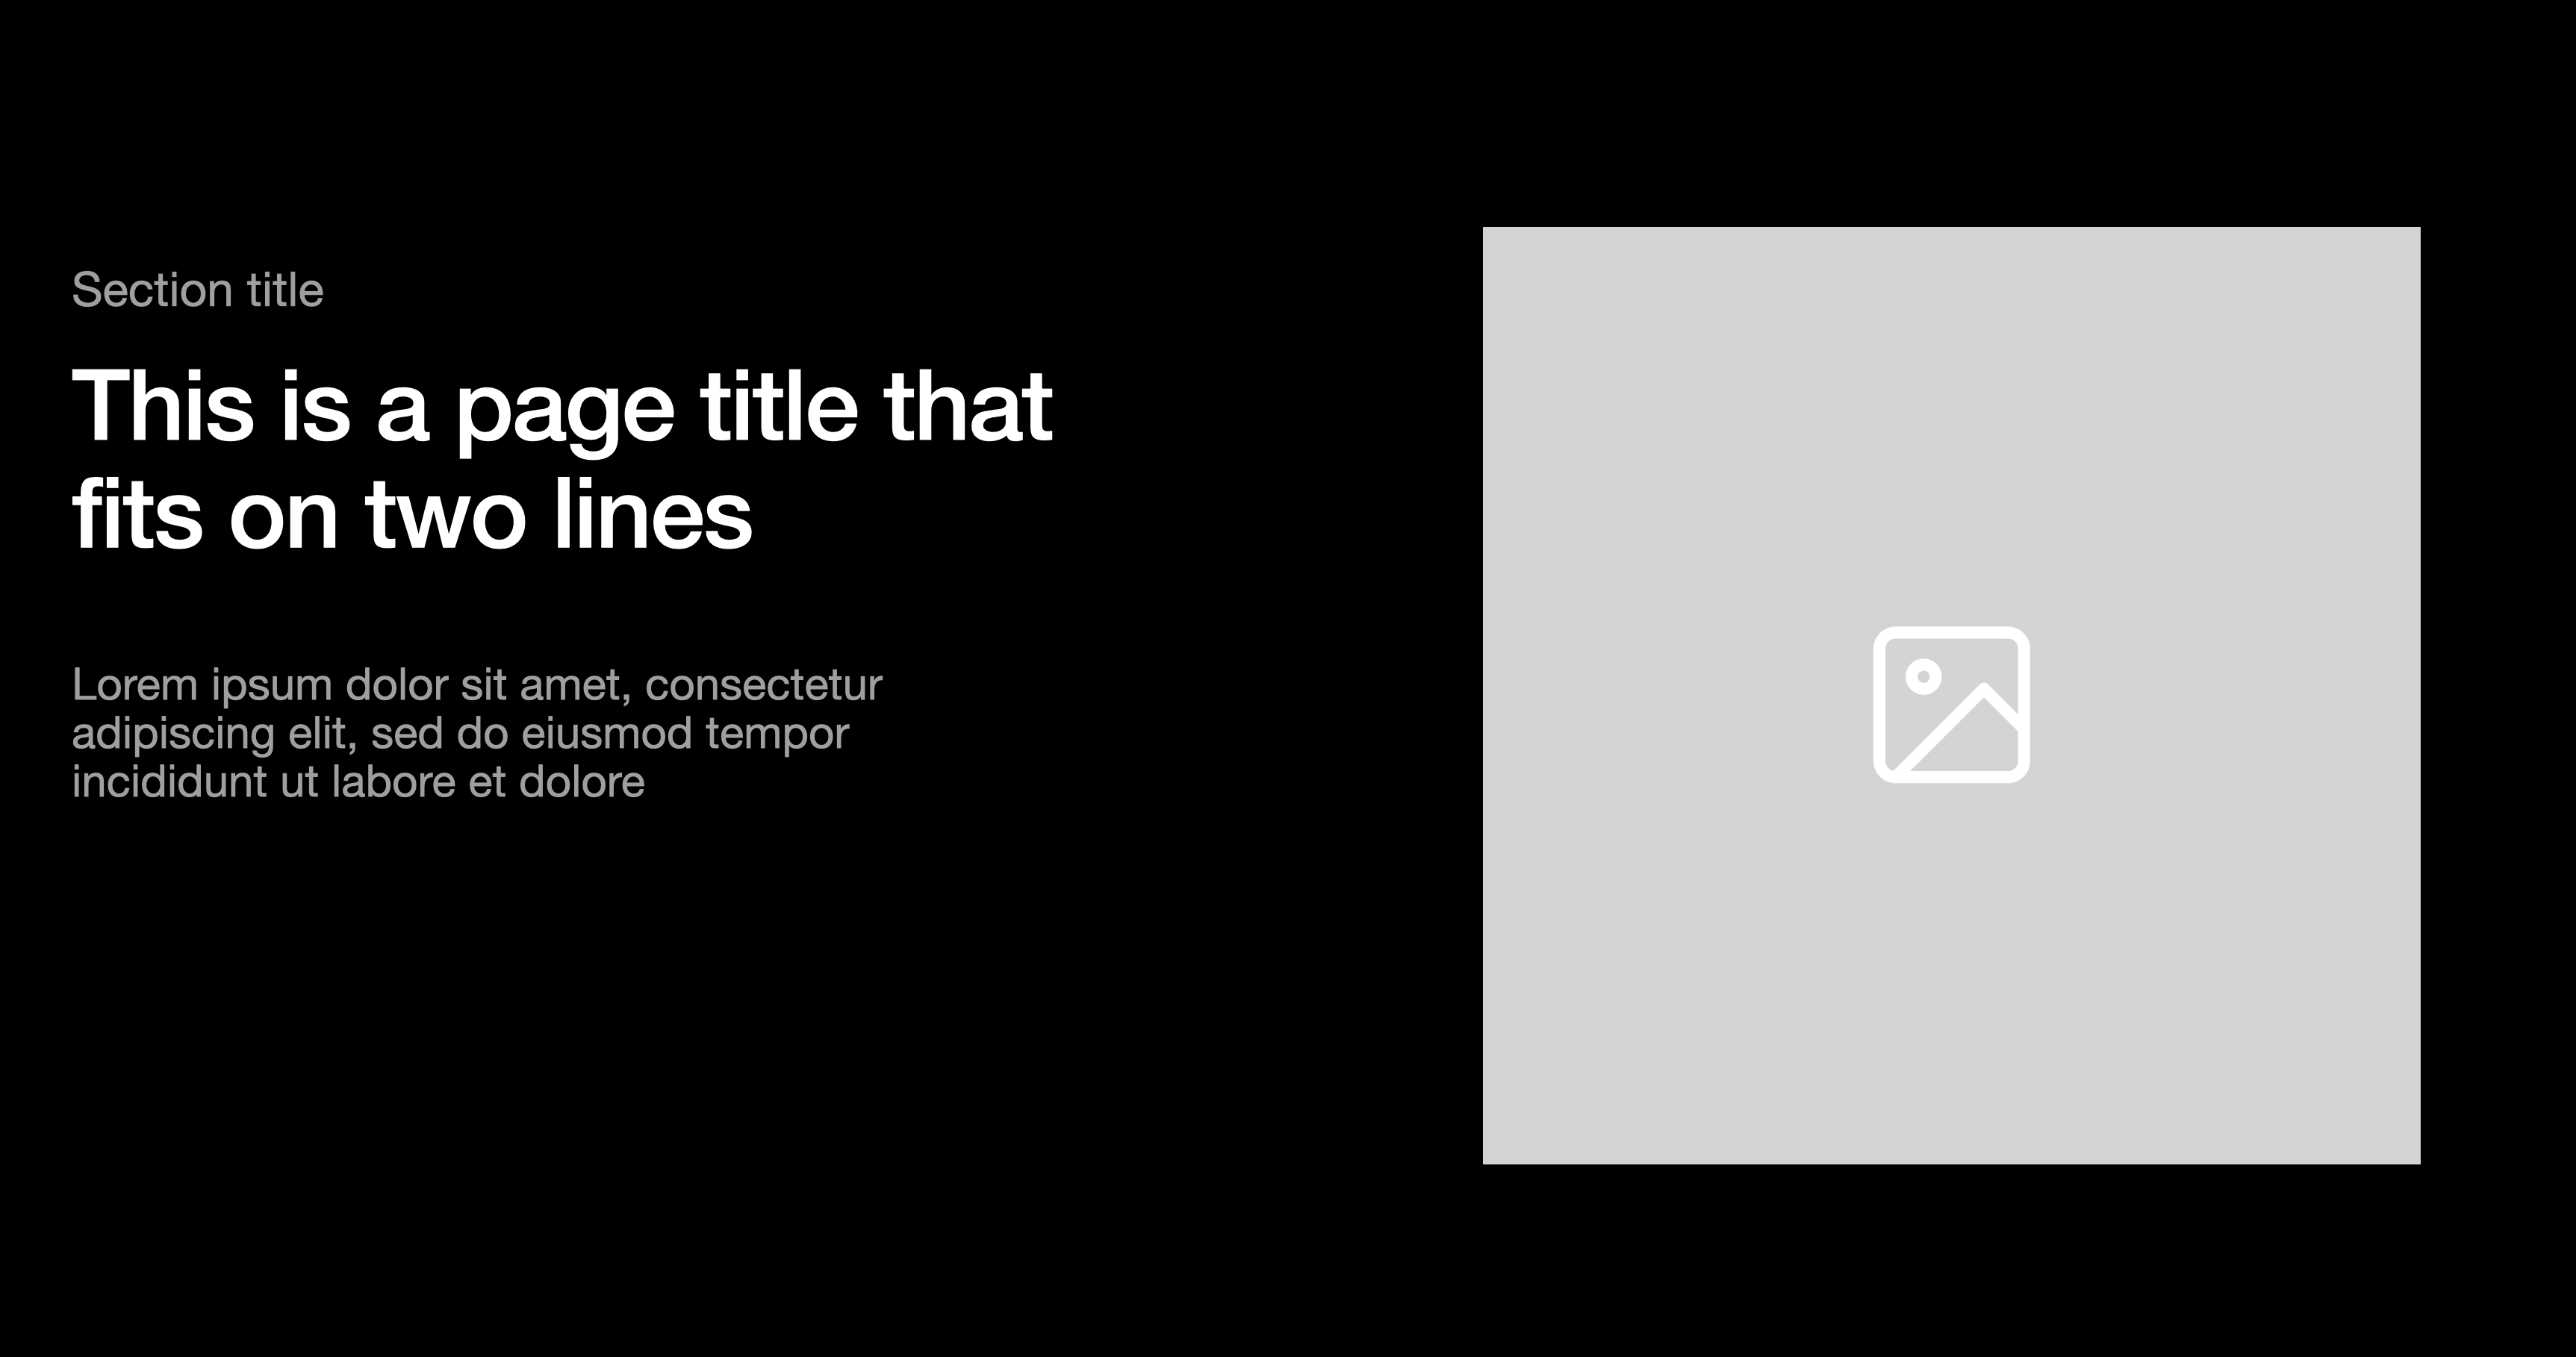 Section title
This is a page title that
fits on two lines
Lorem ipsum dolor sit amet, consectetur
adipiscing elit, sed do eiusmod tempor
incididunt ut labore et dolore